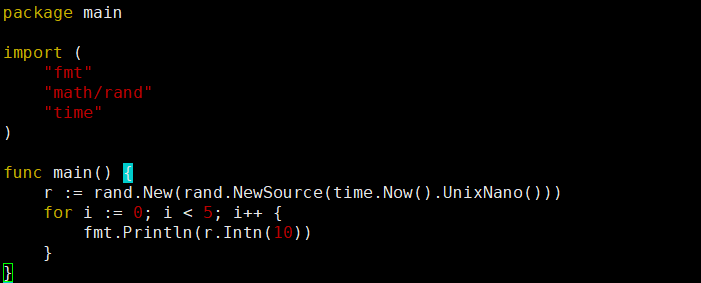 package main

import (
    "fmt"
    "math/rand"
    "time"
)

func main() {
    r := rand.New(rand.NewSource(time.Now().UnixNano()))
    for i := 0; i < 5; i++ {
        fmt.Println(r.Intn(10))
    }
}